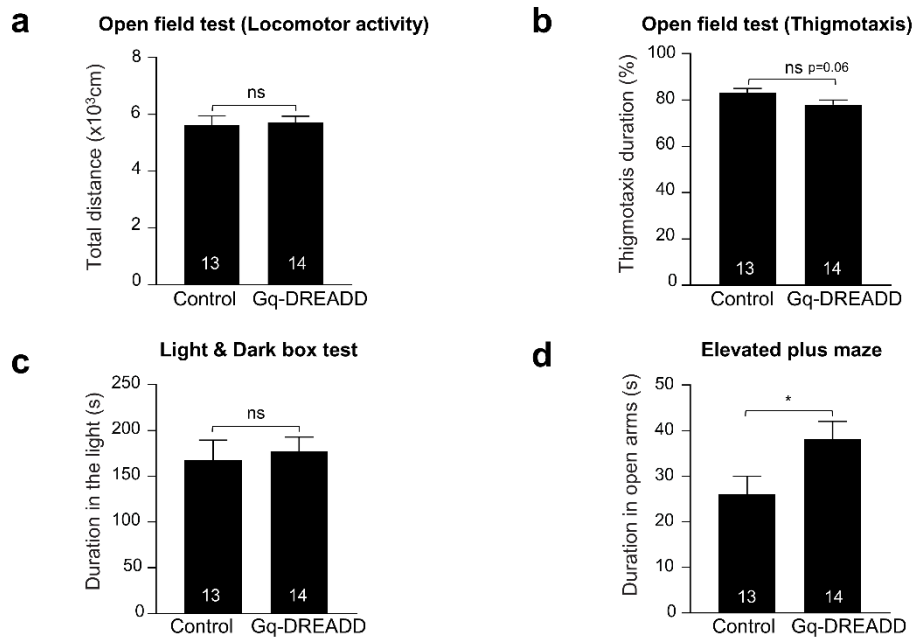 a
Open field test (Locomotor activity)
Total distance (x10³cm)
8
6
4
2
0
ns
13
14
Control
Gq-DREADD
b
Open field test (Thigmotaxis)
Thigmotaxis duration (%)
100
80
60
40
20
0
ns p=0.06
13
14
Control
Gq-DREADD
c
Light & Dark box test
Duration in the light (s)
250
200
150
100
50
0
ns
13
14
Control
Gq-DREADD
d
Elevated plus maze
Duration in open arms (s)
50
40
30
20
10
0
*
13
14
Control
Gq-DREADD